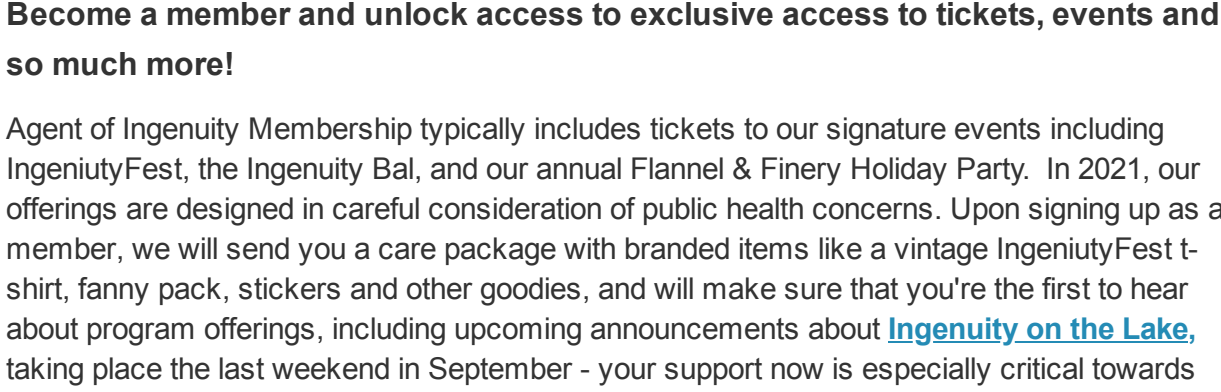 Become a member and unlock access to exclusive access to tickets, events and
so much more!
Agent of Ingenuity Membership typically includes tickets to our signature events including
IngeniutyFest, the Ingenuity Bal, and our annual Flannel & Finery Holiday Party.  In 2021, our
offerings are designed in careful consideration of public health concerns. Upon signing up as a
member, we will send you a care package with branded items like a vintage IngeniutyFest t-
shirt, fanny pack, stickers and other goodies, and will make sure that you're the first to hear
about program offerings, including upcoming announcements about Ingenuity on the Lake,
taking place the last weekend in September - your support now is especially critical towards